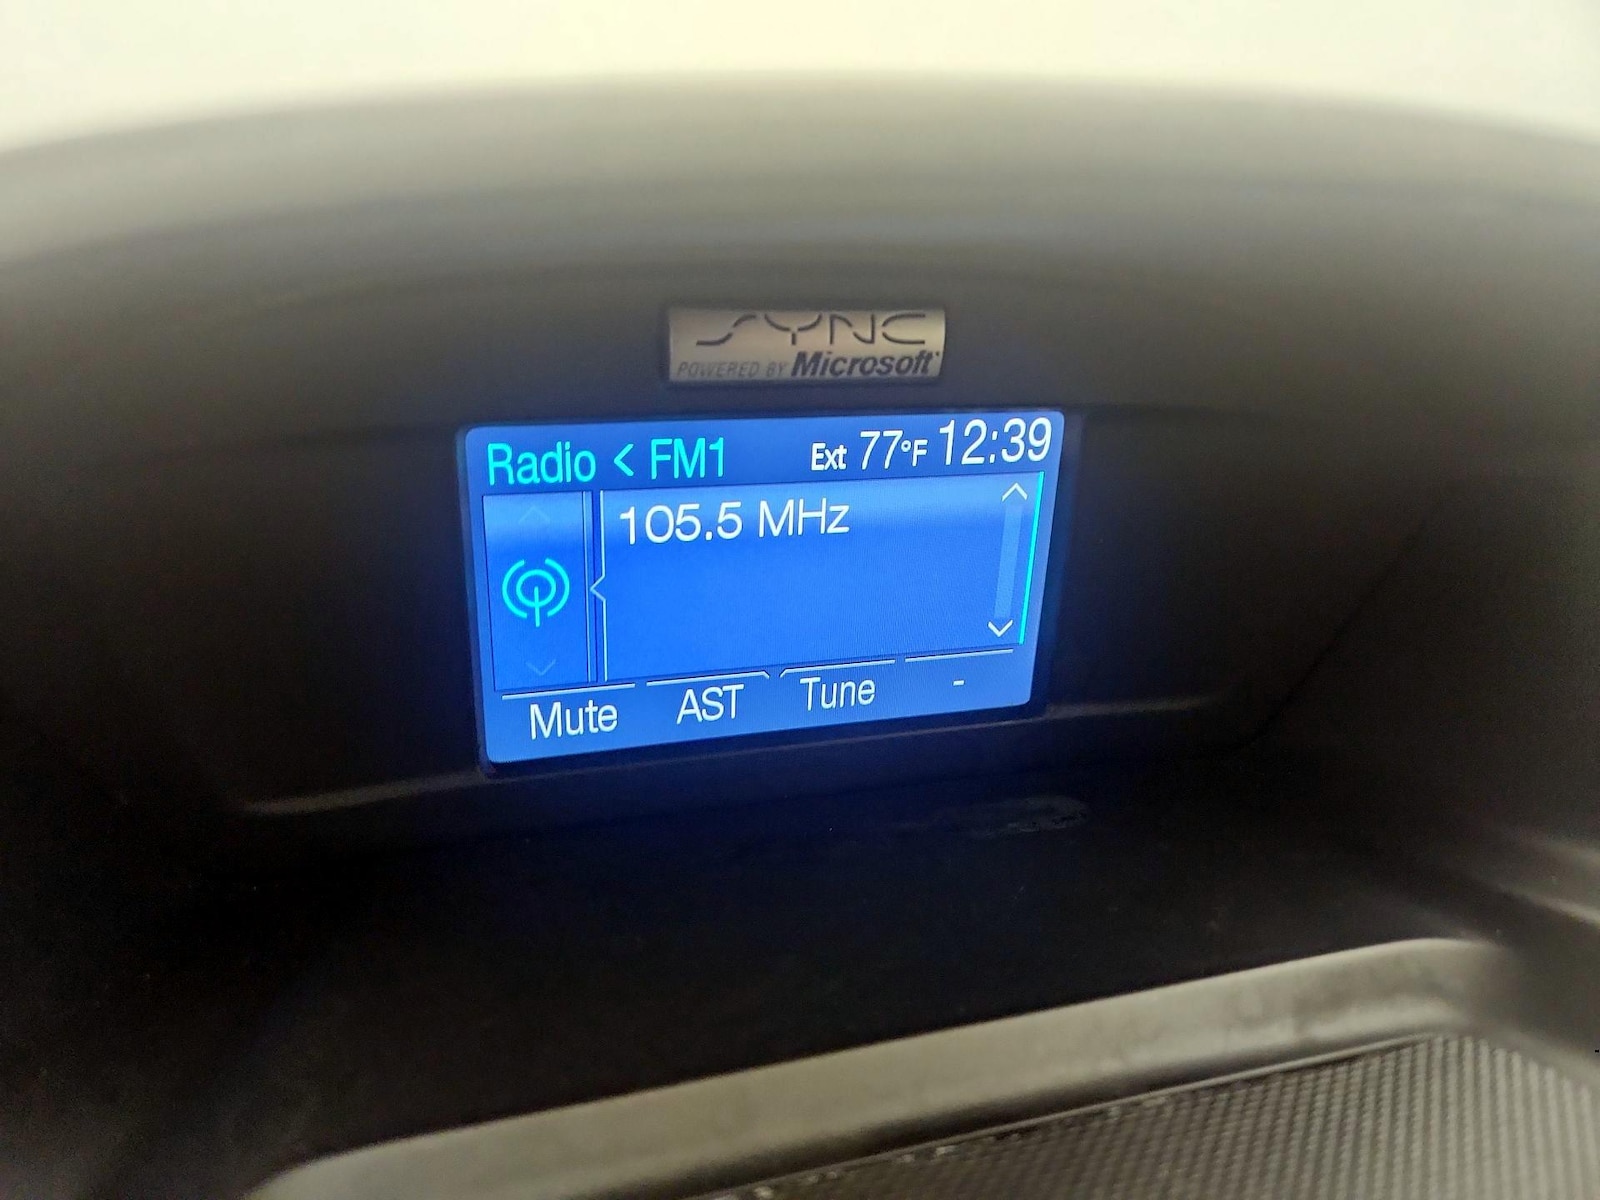 SYNC
POWERED BY Microsoft
Radio < FM1 Ext 77°F 12:39
105.5 MHz
Mute AST Tune -